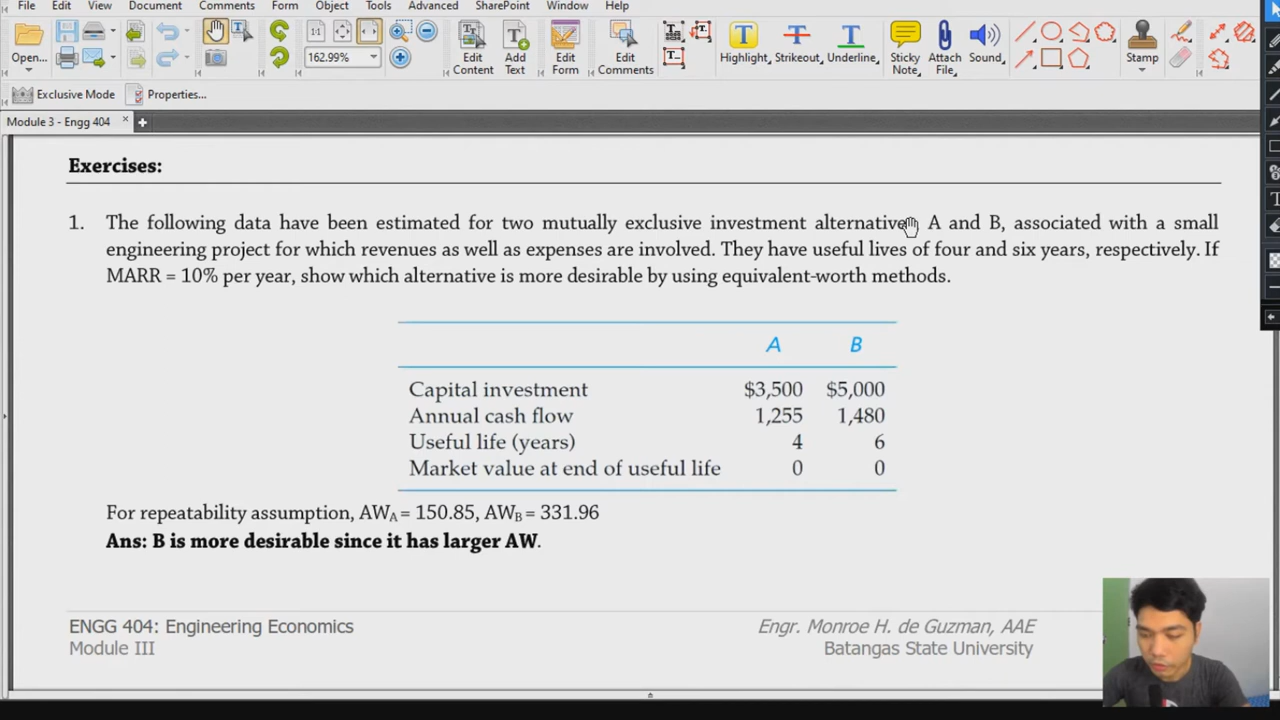 File Edit View Document Comments Form Object Tools Advanced SharePoint Window Help
Open... 162.99% Edit Content Add Text Edit Form Edit Comments Highlight Strikeout Underline Sticky Note Attach File Sound Stamp
Exclusive Mode Properties...
Module 3 - Engg 404
Exercises:
1. The following data have been estimated for two mutually exclusive investment alternative A and B, associated with a small
engineering project for which revenues as well as expenses are involved. They have useful lives of four and six years, respectively. If
MARR = 10% per year, show which alternative is more desirable by using equivalent-worth methods.
A B
Capital investment $3,500 $5,000
Annual cash flow 1,255 1,480
Useful life (years) 4 6
Market value at end of useful life 0 0
For repeatability assumption, AWA = 150.85, AWB = 331.96
Ans: B is more desirable since it has larger AW.
ENGG 404: Engineering Economics Engr. Monroe H. de Guzman, AAE
Module III Batangas State University